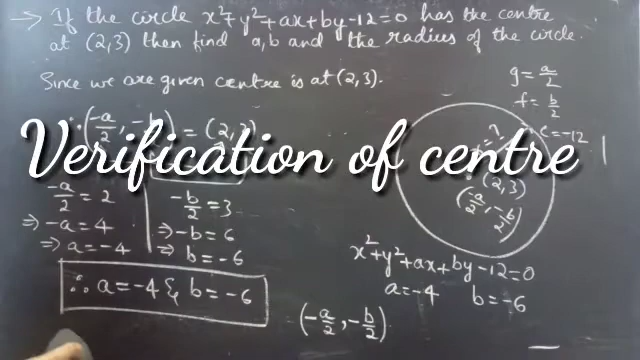 → If the circle x²+y²+ax+by-12=0 has the centre
at (2,3) then find a,b and the radius of the circle.
Since we are given centre is at (2,3).
g = a/2
f = b/2
c = -12
∴ (-a/2, -b/2) = (2,3)
Verification of centre
(2,3)
(-a/2, -b/2)
-a/2 = 2
⇒ -a = 4
⇒ a = -4
-b/2 = 3
⇒ -b = 6
⇒ b = -6
x²+y²+ax+by-12=0
a=-4 b=-6
∴ a=-4 & b=-6
(-a/2, -b/2)